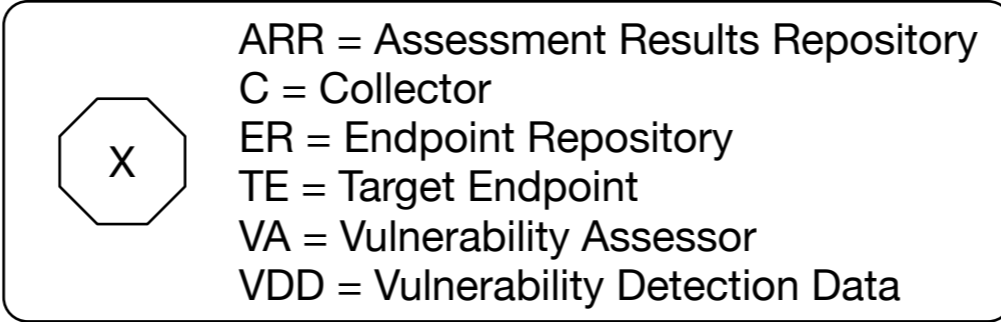 ARR = Assessment Results Repository
C = Collector
X
ER = Endpoint Repository
TE = Target Endpoint
VA = Vulnerability Assessor
VDD = Vulnerability Detection Data